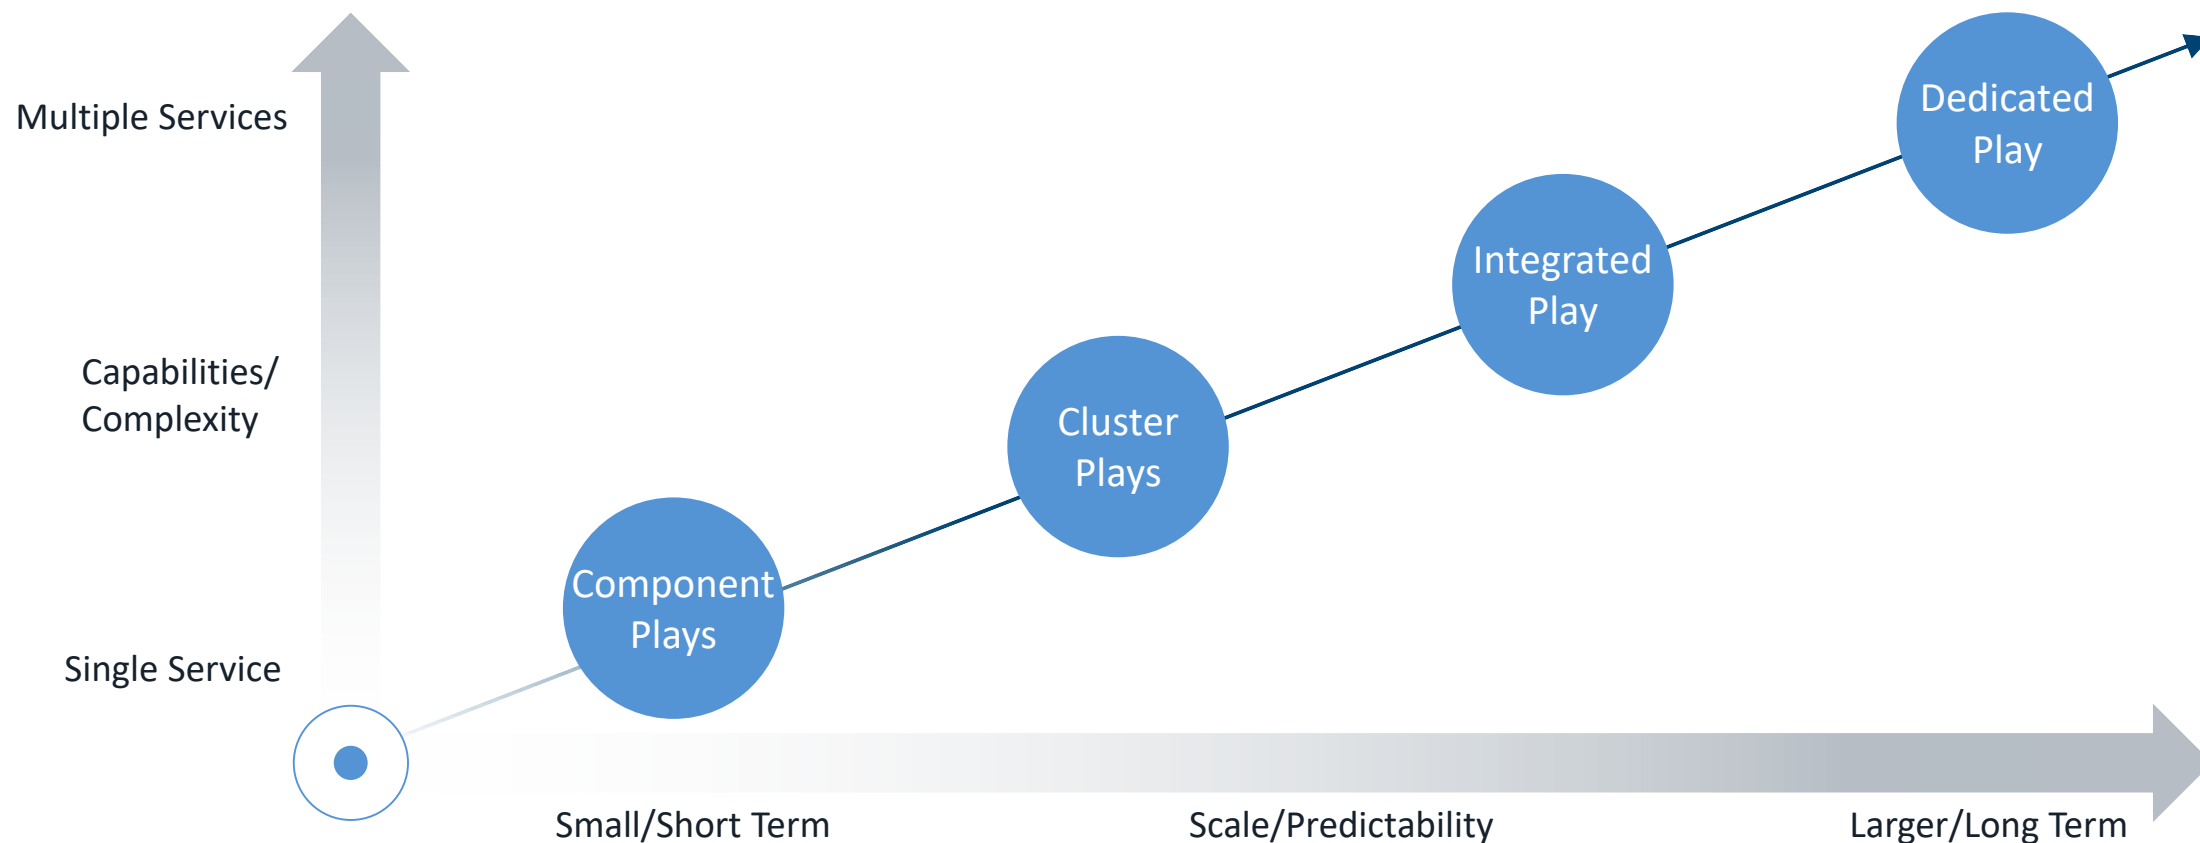 Multiple Services
Capabilities/
Complexity
Single Service
Component
Plays
Cluster
Plays
Integrated
Play
Dedicated
Play
Small/Short Term
Scale/Predictability
Larger/Long Term